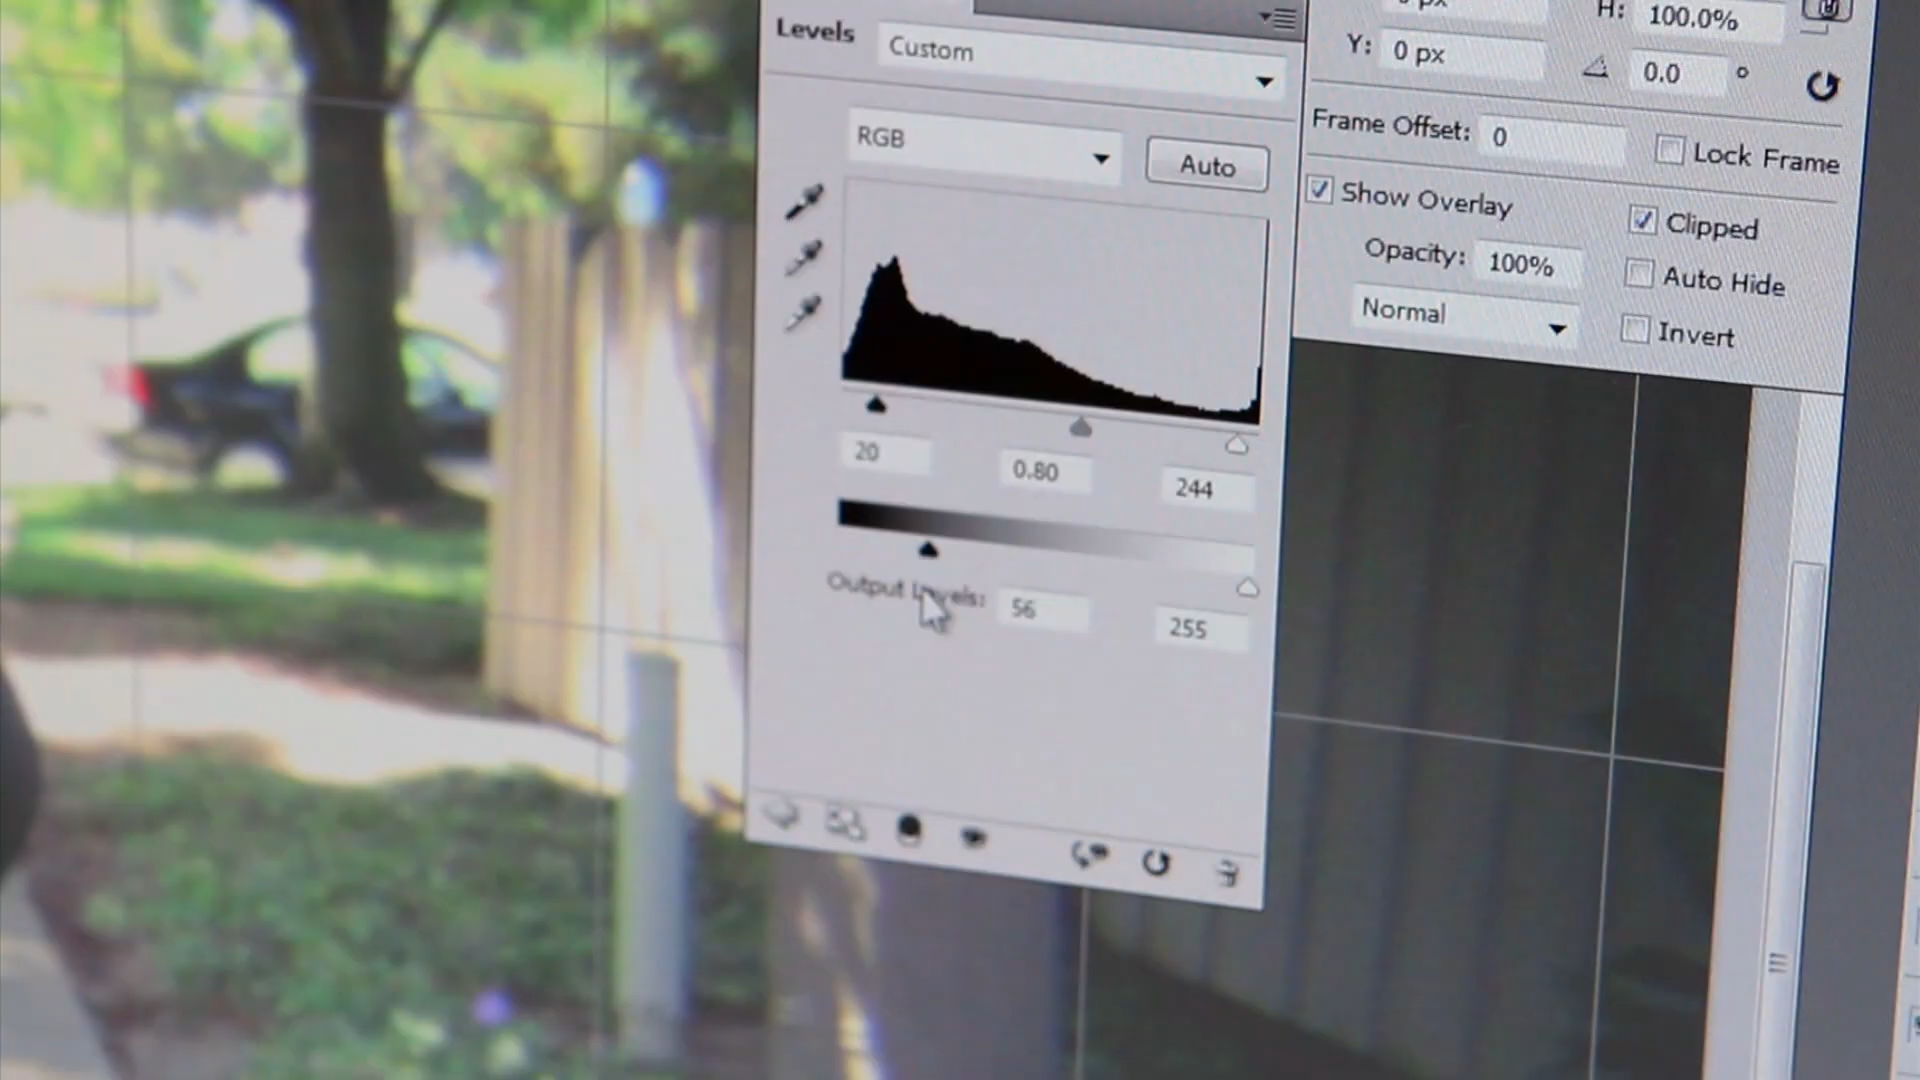 Levels
Custom
RGB
Auto
20
0.80
244
Output Levels:
56
255
H:
100.0%
Y:
0 px
0.0
°
Frame Offset:
0
Lock Frame
Show Overlay
Clipped
Opacity:
100%
Auto Hide
Normal
Invert